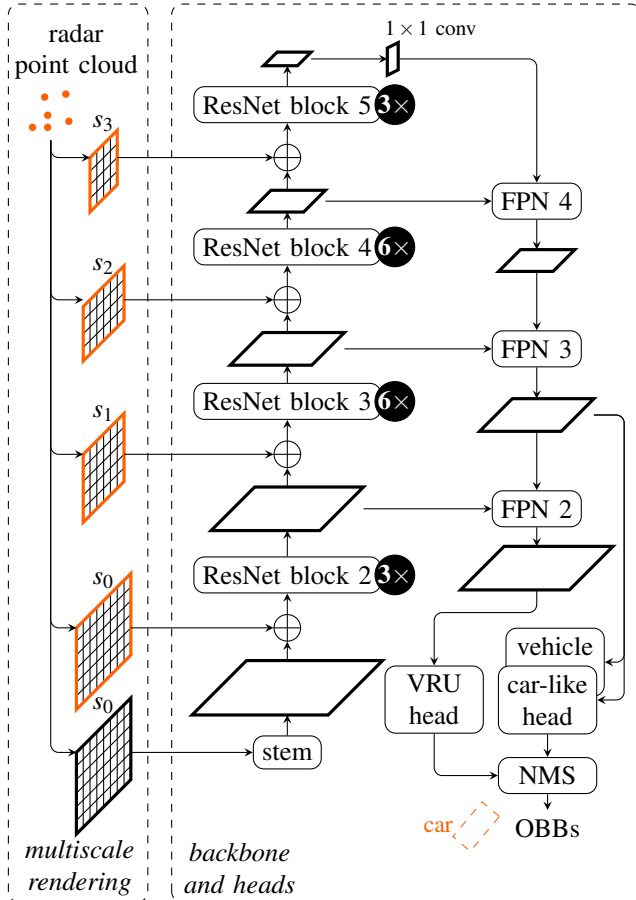 radar
point cloud
s3
s2
s1
s0
s0
multiscale
rendering
1 × 1 conv
ResNet block 5 3×
FPN 4
ResNet block 4 6×
FPN 3
ResNet block 3 6×
FPN 2
ResNet block 2 3×
vehicle
VRU
head
car-like
head
stem
NMS
car
OBBs
backbone
and heads